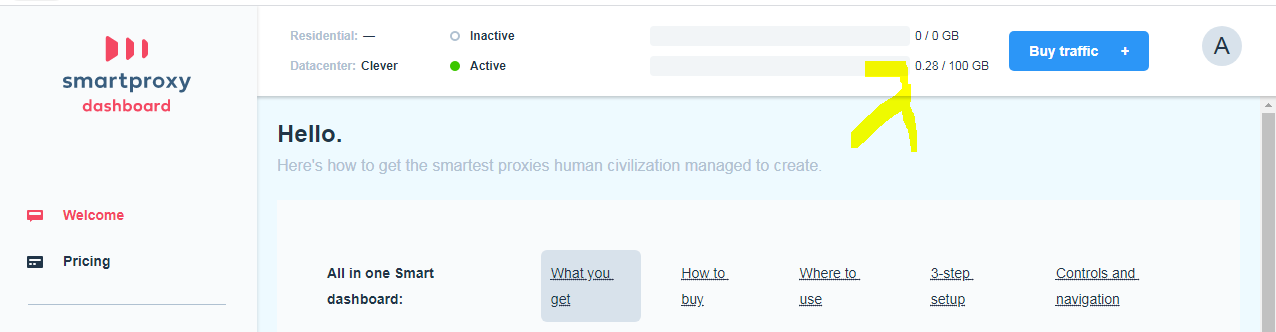 smartproxy
dashboard
Residential: —
Inactive
0 / 0 GB
Datacenter: Clever
Active
0.28 / 100 GB
Buy traffic +
A
Welcome
Pricing
Hello.
Here's how to get the smartest proxies human civilization managed to create.
All in one Smart
dashboard:
What you
get
How to
buy
Where to
use
3-step
setup
Controls and
navigation